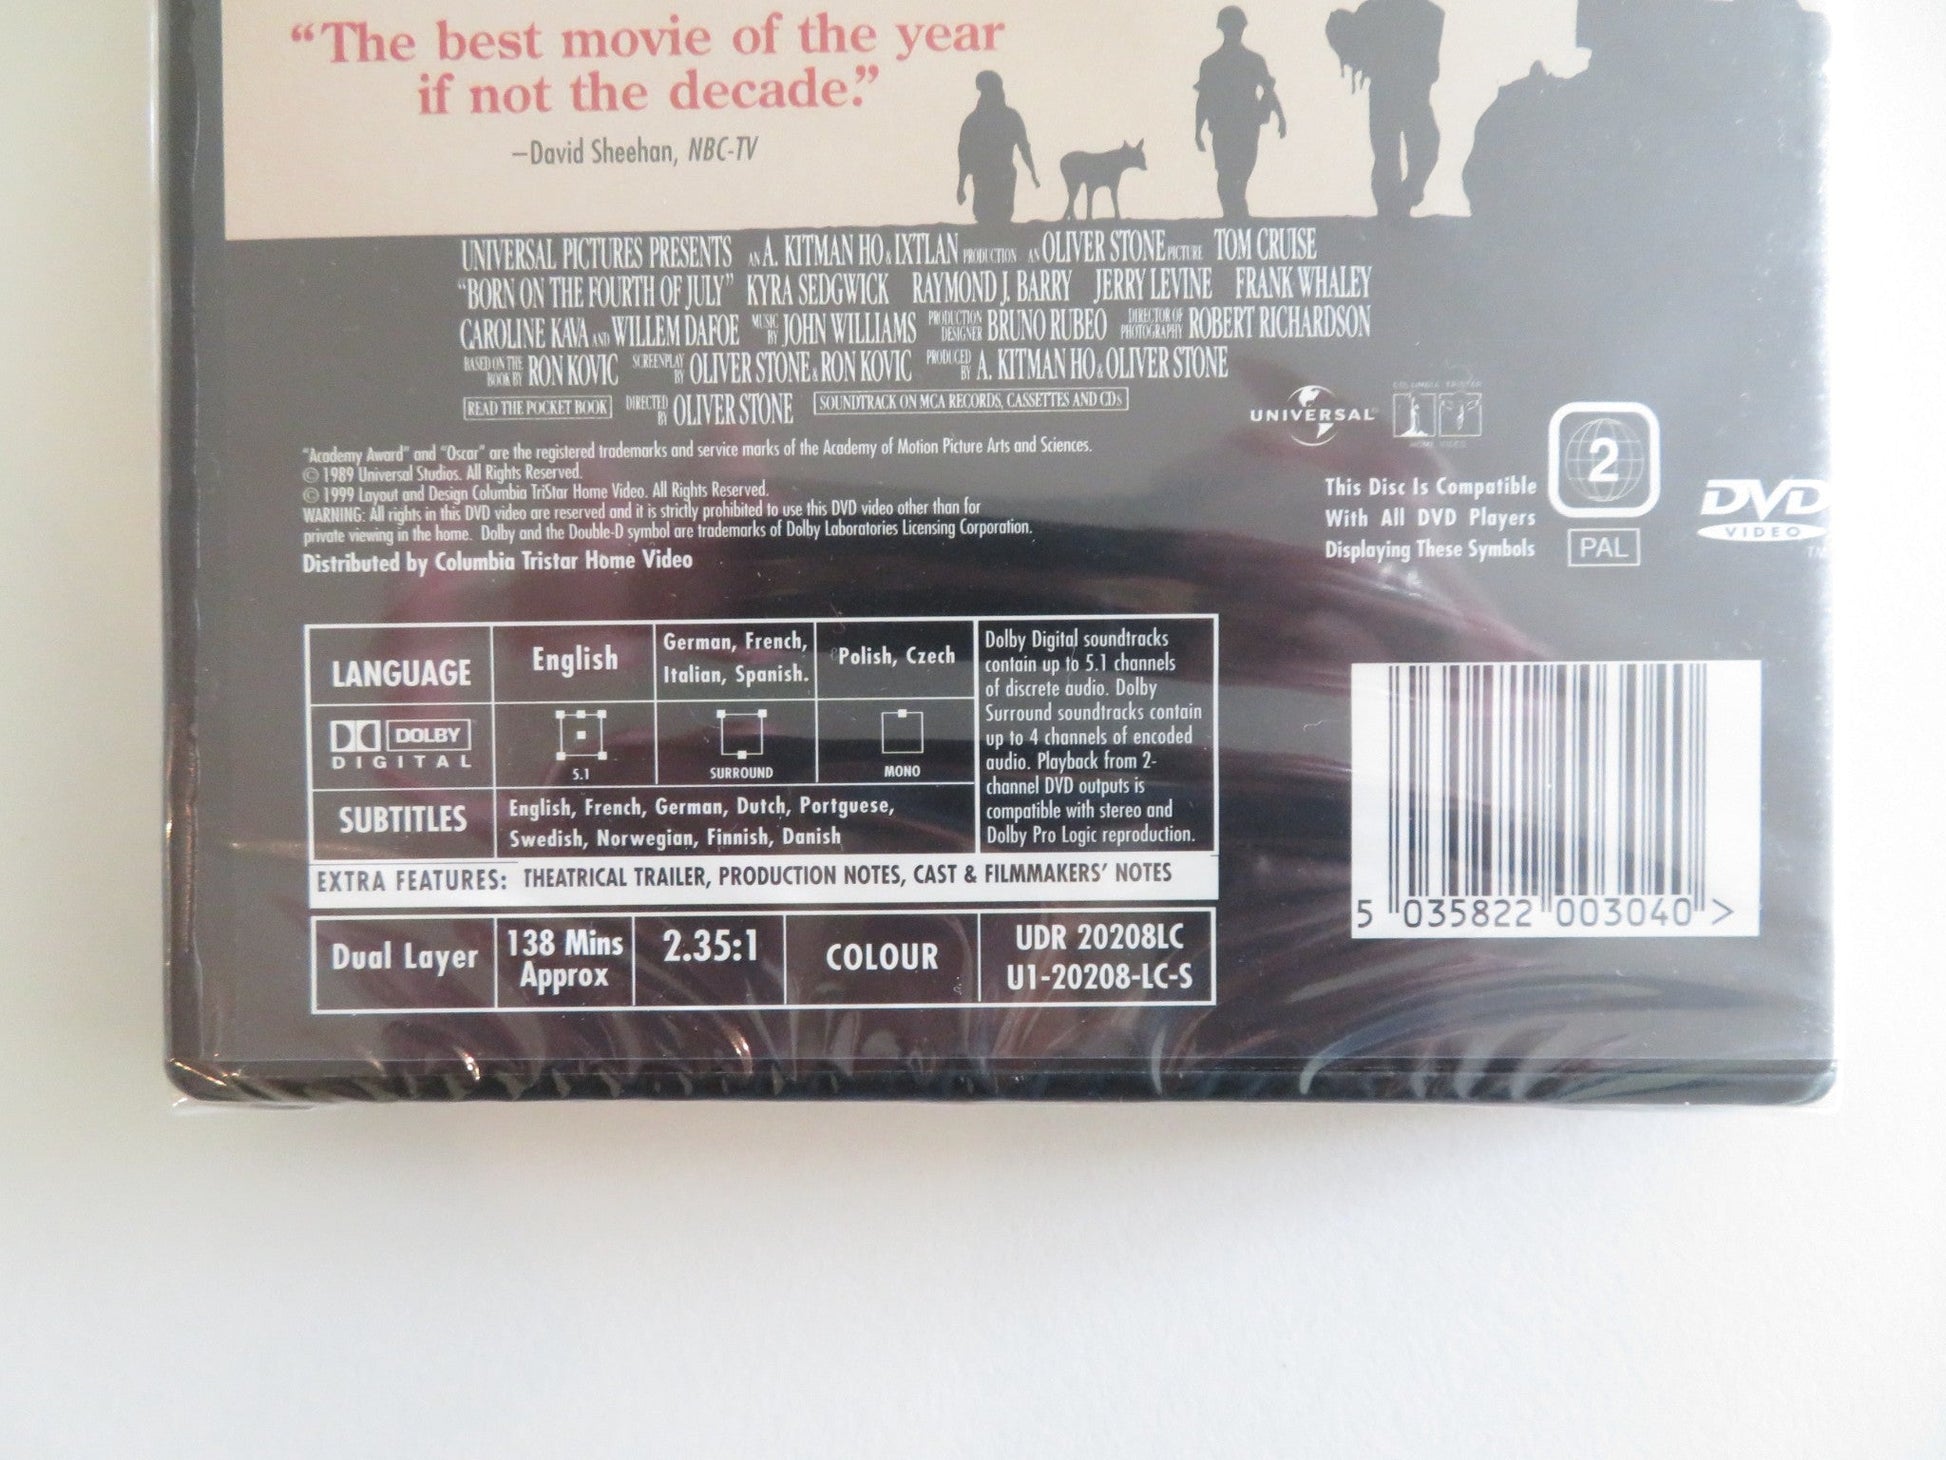 “The best movie of the year
if not the decade.”
–David Sheehan, NBC-TV
UNIVERSAL PICTURES PRESENTS AN A. KITMAN HO & IXTLAN PRODUCTION AN OLIVER STONE PICTURE TOM CRUISE
“BORN ON THE FOURTH OF JULY” KYRA SEDGWICK RAYMOND J. BARRY JERRY LEVINE FRANK WHALEY
CAROLINE KAVA AND WILLEM DAFOE MUSIC BY JOHN WILLIAMS PRODUCTION DESIGNER BRUNO RUBEO DIRECTOR OF PHOTOGRAPHY ROBERT RICHARDSON
BASED ON THE BOOK BY RON KOVIC SCREENPLAY BY OLIVER STONE & RON KOVIC PRODUCED BY A. KITMAN HO & OLIVER STONE
READ THE POCKET BOOK DIRECTED BY OLIVER STONE SOUNDTRACK ON MCA RECORDS, CASSETTES AND CDs
“Academy Award” and “Oscar” are the registered trademarks and service marks of the Academy of Motion Picture Arts and Sciences.
© 1989 Universal Studios. All Rights Reserved.
© 1999 Layout and Design Columbia TriStar Home Video. All Rights Reserved.
WARNING: All rights in this DVD video are reserved and it is strictly prohibited to use this DVD video other than for
private viewing in the home. Dolby and the Double-D symbol are trademarks of Dolby Laboratories Licensing Corporation.
Distributed by Columbia Tristar Home Video
UNIVERSAL
COLUMBIA TRISTAR
HOME VIDEO
This Disc Is Compatible
With All DVD Players
Displaying These Symbols
2
PAL
DVD
VIDEO
TM
LANGUAGE
English
German, French,
Italian, Spanish.
Polish, Czech
DOLBY
DIGITAL
5.1
SURROUND
MONO
SUBTITLES
English, French, German, Dutch, Portguese,
Swedish, Norwegian, Finnish, Danish
Dolby Digital soundtracks
contain up to 5.1 channels
of discrete audio. Dolby
Surround soundtracks contain
up to 4 channels of encoded
audio. Playback from 2-
channel DVD outputs is
compatible with stereo and
Dolby Pro Logic reproduction.
EXTRA FEATURES: THEATRICAL TRAILER, PRODUCTION NOTES, CAST & FILMMAKERS’ NOTES
Dual Layer
138 Mins
Approx
2.35:1
COLOUR
UDR 20208LC
U1-20208-LC-S
5 035822 003040 >